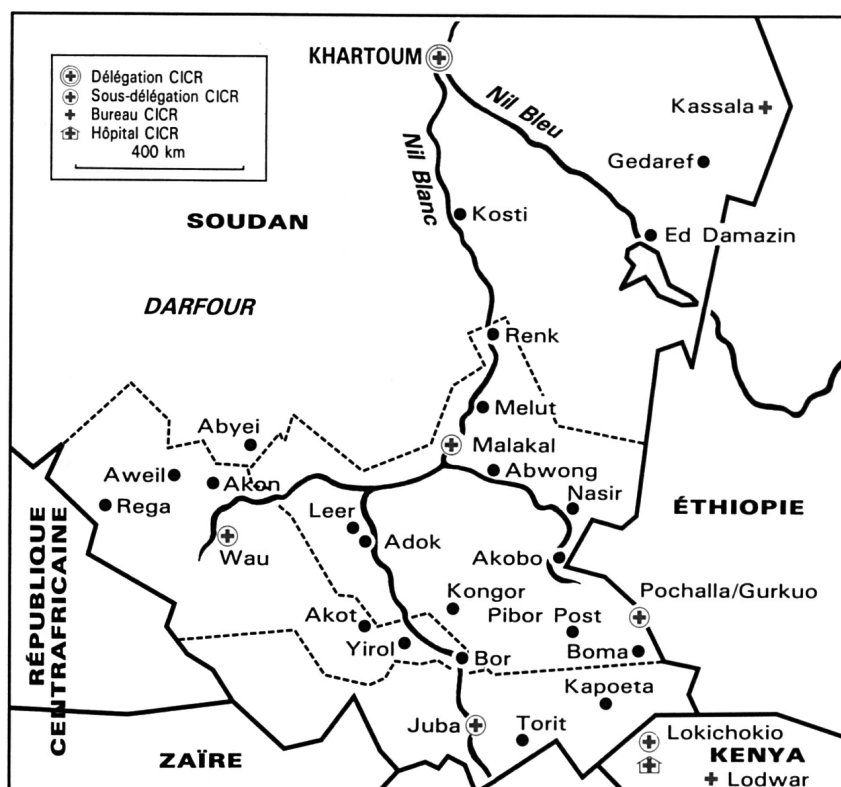 Délégation CICR
Sous-délégation CICR
Bureau CICR
Hôpital CICR
400 km
KHARTOUM
Nil Bleu
Kassala
Gedaref
Nil Blanc
SOUDAN
Kosti
Ed Damazin
DARFOUR
Renk
Melut
Abyei
Malakal
Aweil
Akon
Abwong
Rega
Nasir
ÉTHIOPIE
Leer
Adok
Wau
Akobo
RÉPUBLIQUE
CENTRAFRICAINE
Kongor
Pochalla/Gurkuo
Akot
Pibor Post
Yirol
Bor
Boma
Kapoeta
Juba
Torit
Lokichokio
ZAÏRE
KENYA
Lodwar